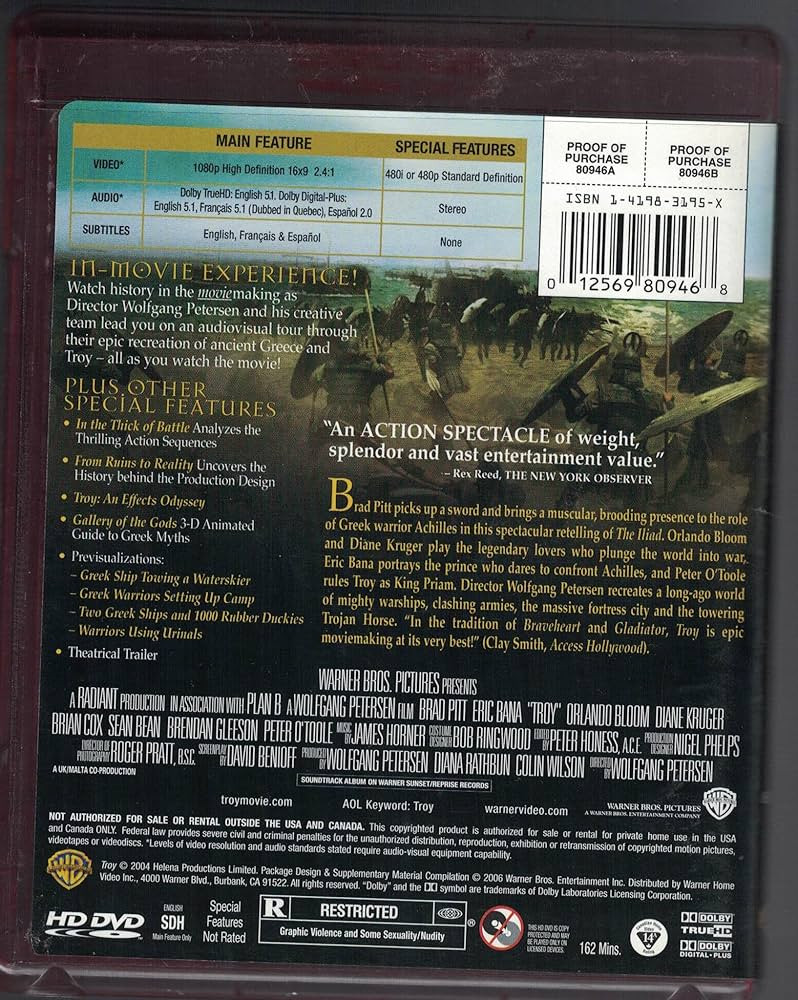 MAIN FEATURE SPECIAL FEATURES
VIDEO* 1080p High Definition 16x9 2.4:1 480i or 480p Standard Definition
AUDIO* Dolby TrueHD: English 5.1. Dolby Digital-Plus:
English 5.1, Français 5.1 (Dubbed in Quebec), Español 2.0 Stereo
SUBTITLES English, Français & Español None
PROOF OF
PURCHASE
80946A
PROOF OF
PURCHASE
80946B
ISBN 1-4198-3195-X
0 12569 80946 8
IN-MOVIE EXPERIENCE!
Watch history in the moviemaking as
Director Wolfgang Petersen and his creative
team lead you on an audiovisual tour through
their epic recreation of ancient Greece and
Troy – all as you watch the movie!
PLUS OTHER
SPECIAL FEATURES
• In the Thick of Battle Analyzes the
Thrilling Action Sequences
• From Ruins to Reality Uncovers the
History behind the Production Design
• Troy: An Effects Odyssey
• Gallery of the Gods 3-D Animated
Guide to Greek Myths
• Previsualizations:
– Greek Ship Towing a Waterskier
– Greek Warriors Setting Up Camp
– Two Greek Ships and 1000 Rubber Duckies
– Warriors Using Urinals
• Theatrical Trailer
“An ACTION SPECTACLE of weight,
splendor and vast entertainment value.”
– Rex Reed, THE NEW YORK OBSERVER
Brad Pitt picks up a sword and brings a muscular, brooding presence to the role
of Greek warrior Achilles in this spectacular retelling of The Iliad. Orlando Bloom
and Diane Kruger play the legendary lovers who plunge the world into war,
Eric Bana portrays the prince who dares to confront Achilles, and Peter O'Toole
rules Troy as King Priam. Director Wolfgang Petersen recreates a long-ago world
of mighty warships, clashing armies, the massive fortress city and the towering
Trojan Horse. “In the tradition of Braveheart and Gladiator, Troy is epic
moviemaking at its very best!” (Clay Smith, Access Hollywood).
WARNER BROS. PICTURES PRESENTS
A RADIANT PRODUCTION IN ASSOCIATION WITH PLAN B A WOLFGANG PETERSEN FILM BRAD PITT ERIC BANA "TROY" ORLANDO BLOOM DIANE KRUGER
BRIAN COX SEAN BEAN BRENDAN GLEESON PETER O'TOOLE MUSIC BY JAMES HORNER COSTUME DESIGNER BOB RINGWOOD EDITED BY PETER HONESS, A.C.E. PRODUCTION DESIGNER NIGEL PHELPS
DIRECTOR OF PHOTOGRAPHY ROGER PRATT, B.S.C. SCREENPLAY BY DAVID BENIOFF PRODUCED BY WOLFGANG PETERSEN DIANA RATHBUN COLIN WILSON DIRECTED BY WOLFGANG PETERSEN
A UK/MALTA CO-PRODUCTION
SOUNDTRACK ALBUM ON WARNER SUNSET/REPRISE RECORDS
troymovie.com AOL Keyword: Troy warnervideo.com
WARNER BROS. PICTURES
A WARNER BROS. ENTERTAINMENT COMPANY
NOT AUTHORIZED FOR SALE OR RENTAL OUTSIDE THE USA AND CANADA. This copyrighted product is authorized for sale or rental for private home use in the USA
and Canada ONLY. Federal law provides severe civil and criminal penalties for the unauthorized distribution, reproduction, exhibition or retransmission of copyrighted motion pictures,
videotapes or videodiscs. *Levels of video resolution and audio standards stated require audio-visual equipment capability.
WARNER BROS.
Troy © 2004 Helena Productions Limited. Package Design & Supplementary Material Compilation © 2006 Warner Bros. Entertainment Inc. Distributed by Warner Home
Video Inc., 4000 Warner Blvd., Burbank, CA 91522. All rights reserved. “Dolby” and the DD symbol are trademarks of Dolby Laboratories Licensing Corporation.
HD DVD
ENGLISH
SDH
Main Feature Only
Special
Features
Not Rated
R RESTRICTED ®
Graphic Violence and Some Sexuality/Nudity
THIS HD DVD IS COPY
PROTECTED AND MAY
BE PLAYED ONLY ON
LICENSED DEVICES.
162 Mins.
14A
DOLBY
TRUEHD
DOLBY
DIGITAL•PLUS